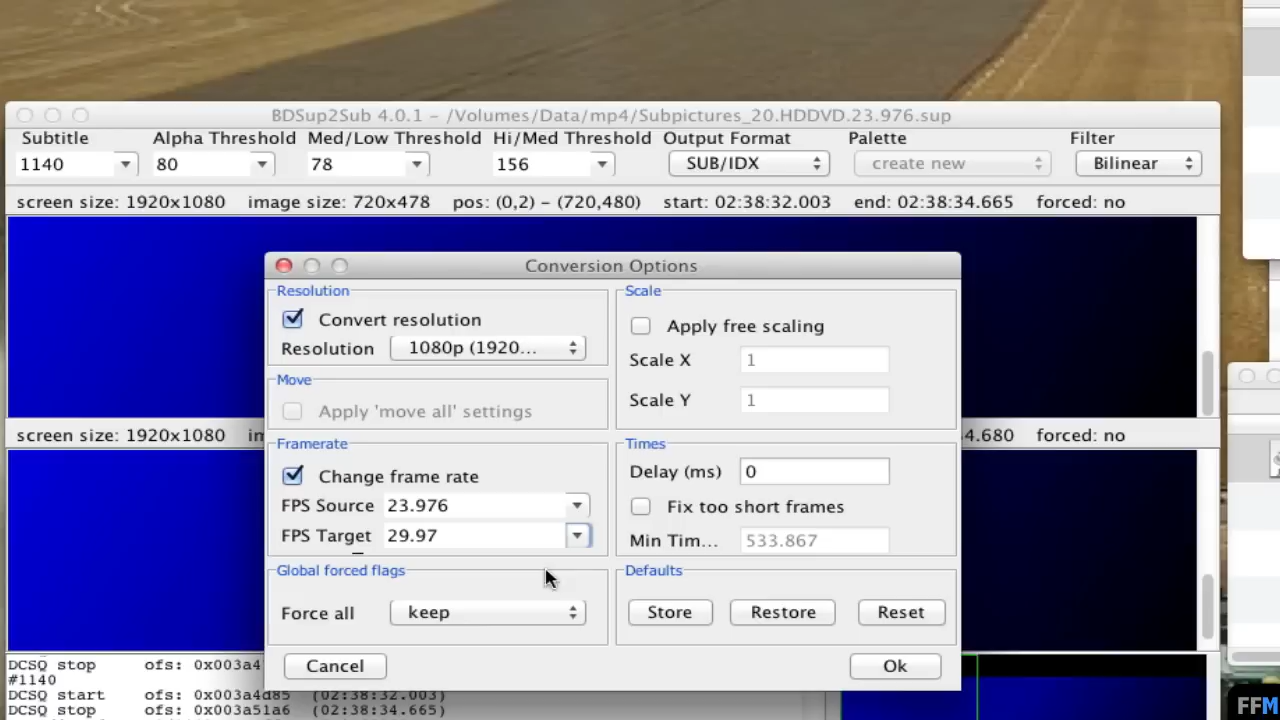 BDSup2Sub 4.0.1 - /Volumes/Data/mp4/Subpictures_20.HDDVD.23.976.sup
Subtitle Alpha Threshold Med/Low Threshold Hi/Med Threshold Output Format Palette Filter
1140 80 78 156 SUB/IDX create new Bilinear
screen size: 1920x1080 image size: 720x478 pos: (0,2) - (720,480) start: 02:38:32.003 end: 02:38:34.665 forced: no
Conversion Options
Resolution
Convert resolution
Resolution 1080p (1920...
Move
Apply 'move all' settings
Framerate
Change frame rate
FPS Source 23.976
FPS Target 29.97
Global forced flags
Force all keep
Cancel
Scale
Apply free scaling
Scale X 1
Scale Y 1
Times
Delay (ms) 0
Fix too short frames
Min Tim... 533.867
Defaults
Store Restore Reset
Ok
screen size: 1920x1080 im 4.680 forced: no
DCSQ stop ofs: 0x003a4
#1140
DCSQ start ofs: 0x003a4d85 (02:38:32.003)
DCSQ stop ofs: 0x003a51a6 (02:38:34.665)
FFM